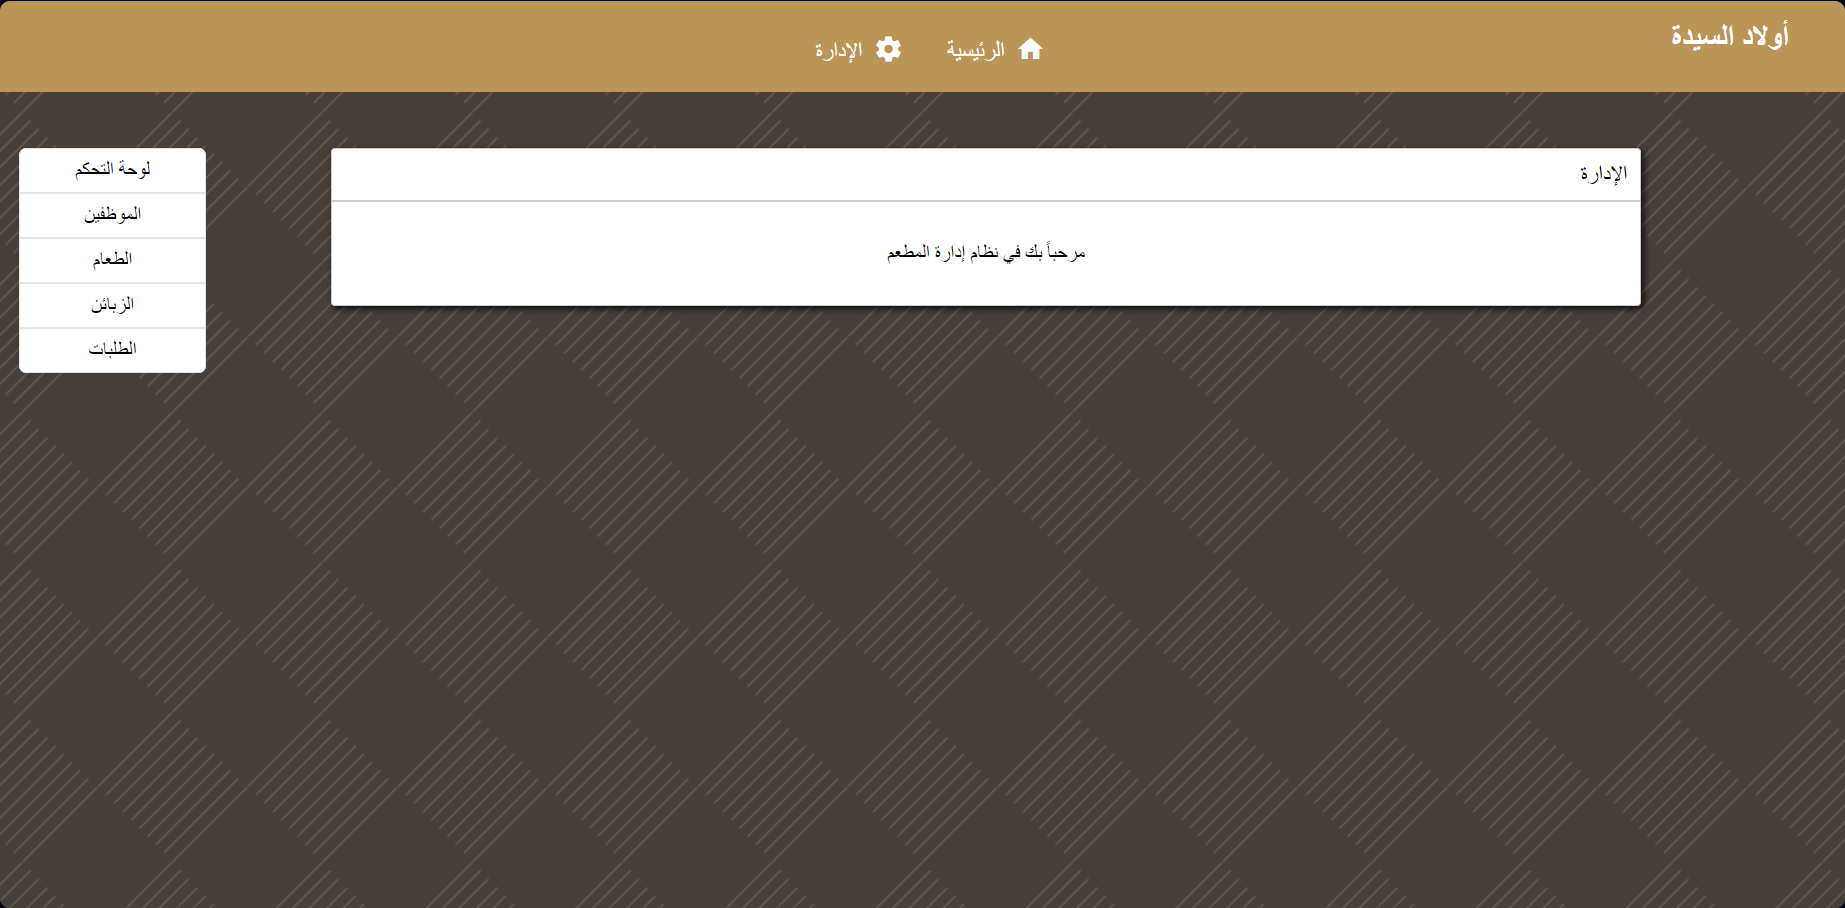 أولاد السيدة
الرئيسية
الإدارة
الإدارة
مرحباً بك في نظام إدارة المطعم
لوحة التحكم
الموظفين
الطعام
الزبائن
الطلبات